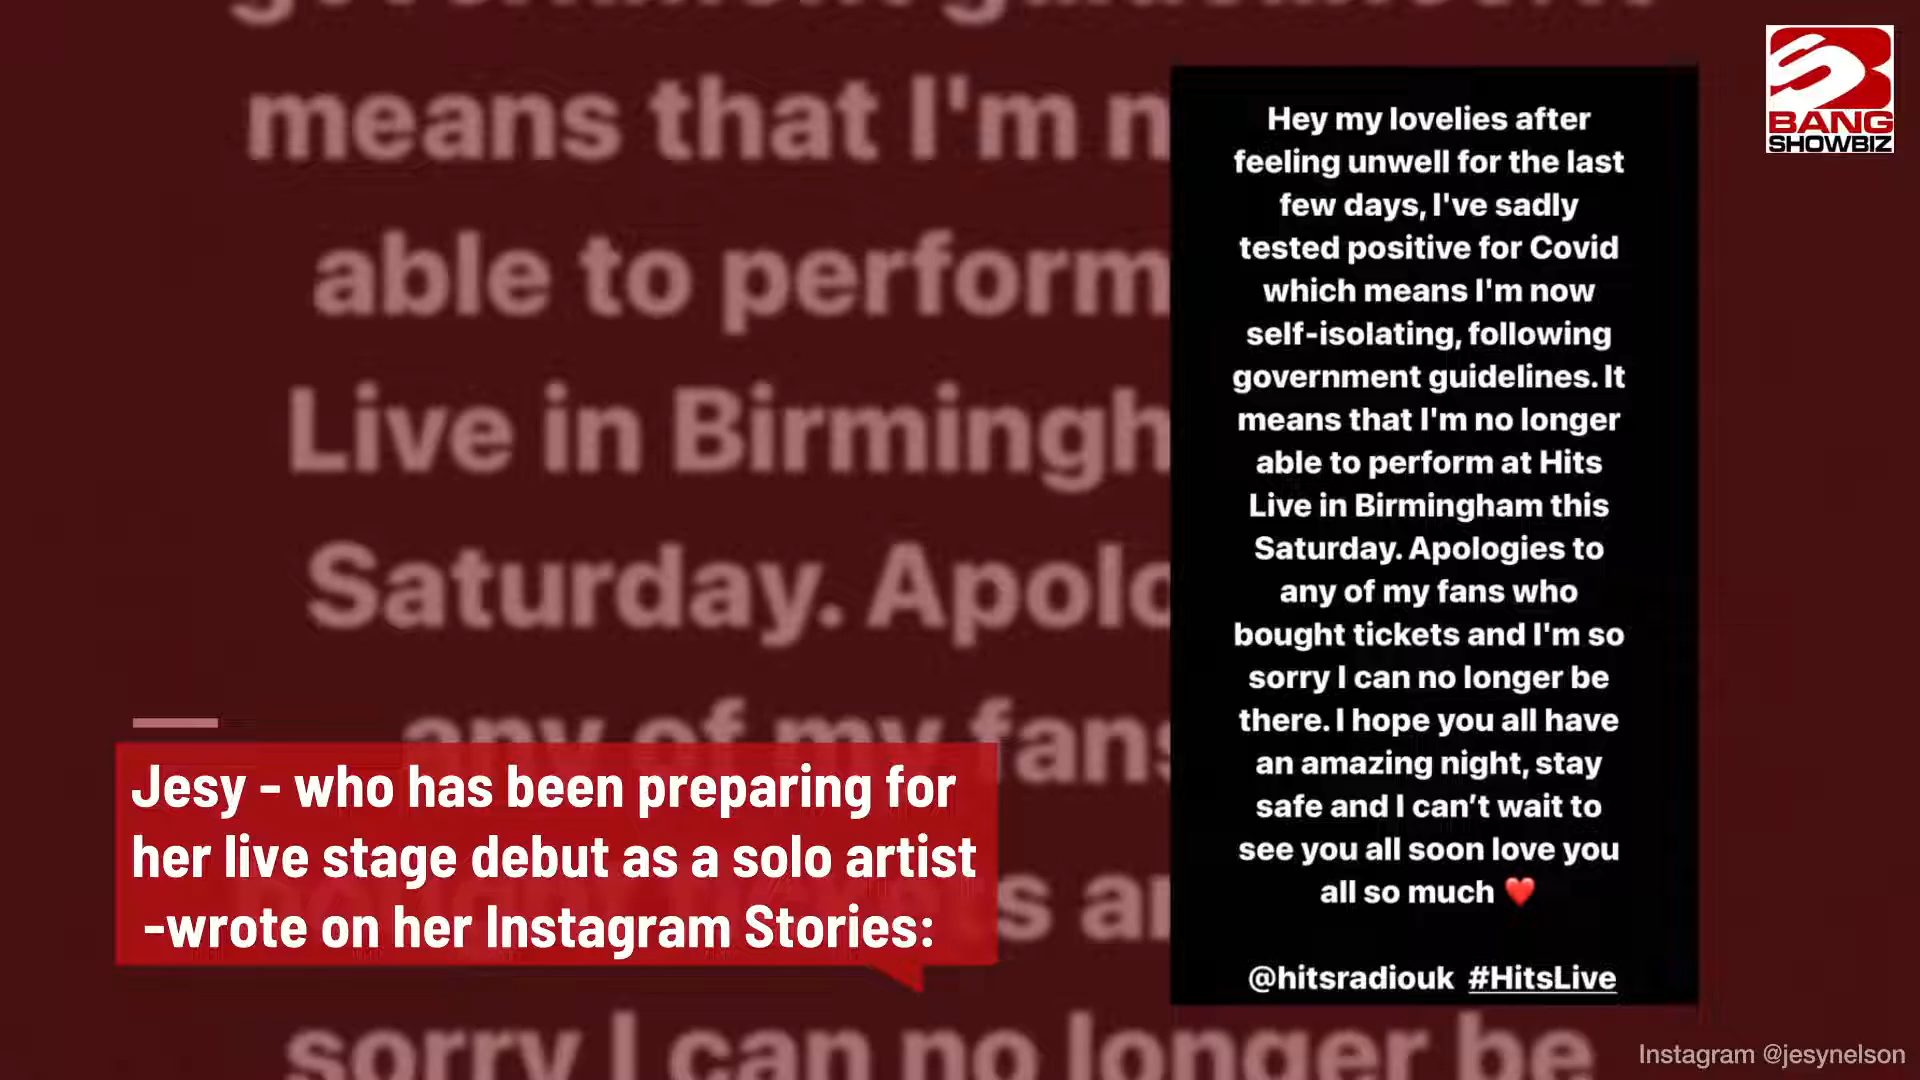 means that I'm n
able to perform
Live in Birmingh
Saturday. Apolo
any of my fans
s a
sorry I can no longer be
BANG
SHOWBIZ
Hey my lovelies after
feeling unwell for the last
few days, I've sadly
tested positive for Covid
which means I'm now
self-isolating, following
government guidelines. It
means that I'm no longer
able to perform at Hits
Live in Birmingham this
Saturday. Apologies to
any of my fans who
bought tickets and I'm so
sorry I can no longer be
there. I hope you all have
an amazing night, stay
safe and I can’t wait to
see you all soon love you
all so much ❤️
@hitsradiouk #HitsLive
Jesy - who has been preparing for
her live stage debut as a solo artist
-wrote on her Instagram Stories:
Instagram @jesynelson